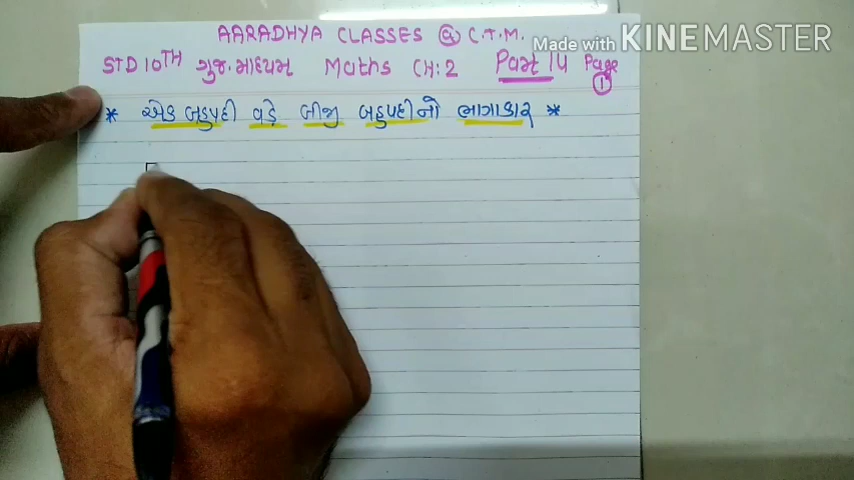 AARADHYA CLASSES @ C.T.M.
Made with KINEMASTER
STD 10TH ગુજ.માધ્યમ Maths CH:2 Part 14 Page 1
* એક બહુપદી વડે બીજી બહુપદીનો ભાગાકાર *